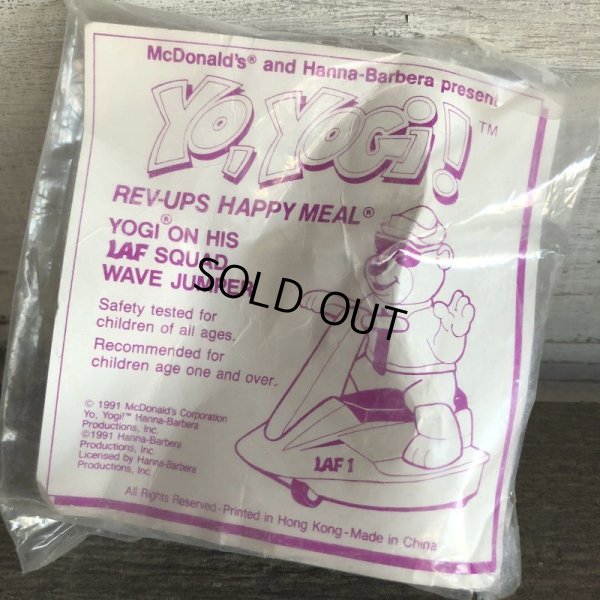 McDonald's® and Hanna-Barbera present
YO, YOGi! ™
REV-UPS HAPPY MEAL®
YOGI® ON HIS
LAF SQUAD
WAVE JUMPER
SOLD OUT
Safety tested for
children of all ages.
Recommended for
children age one and over.
© 1991 McDonald's Corporation
Yo, Yogi!™ Hanna-Barbera
Productions, Inc.
©1991 Hanna-Barbera
Productions, Inc.
Licensed by Hanna-Barbera
Productions, Inc.
LAF 1
All Rights Reserved-Printed in Hong Kong-Made in China